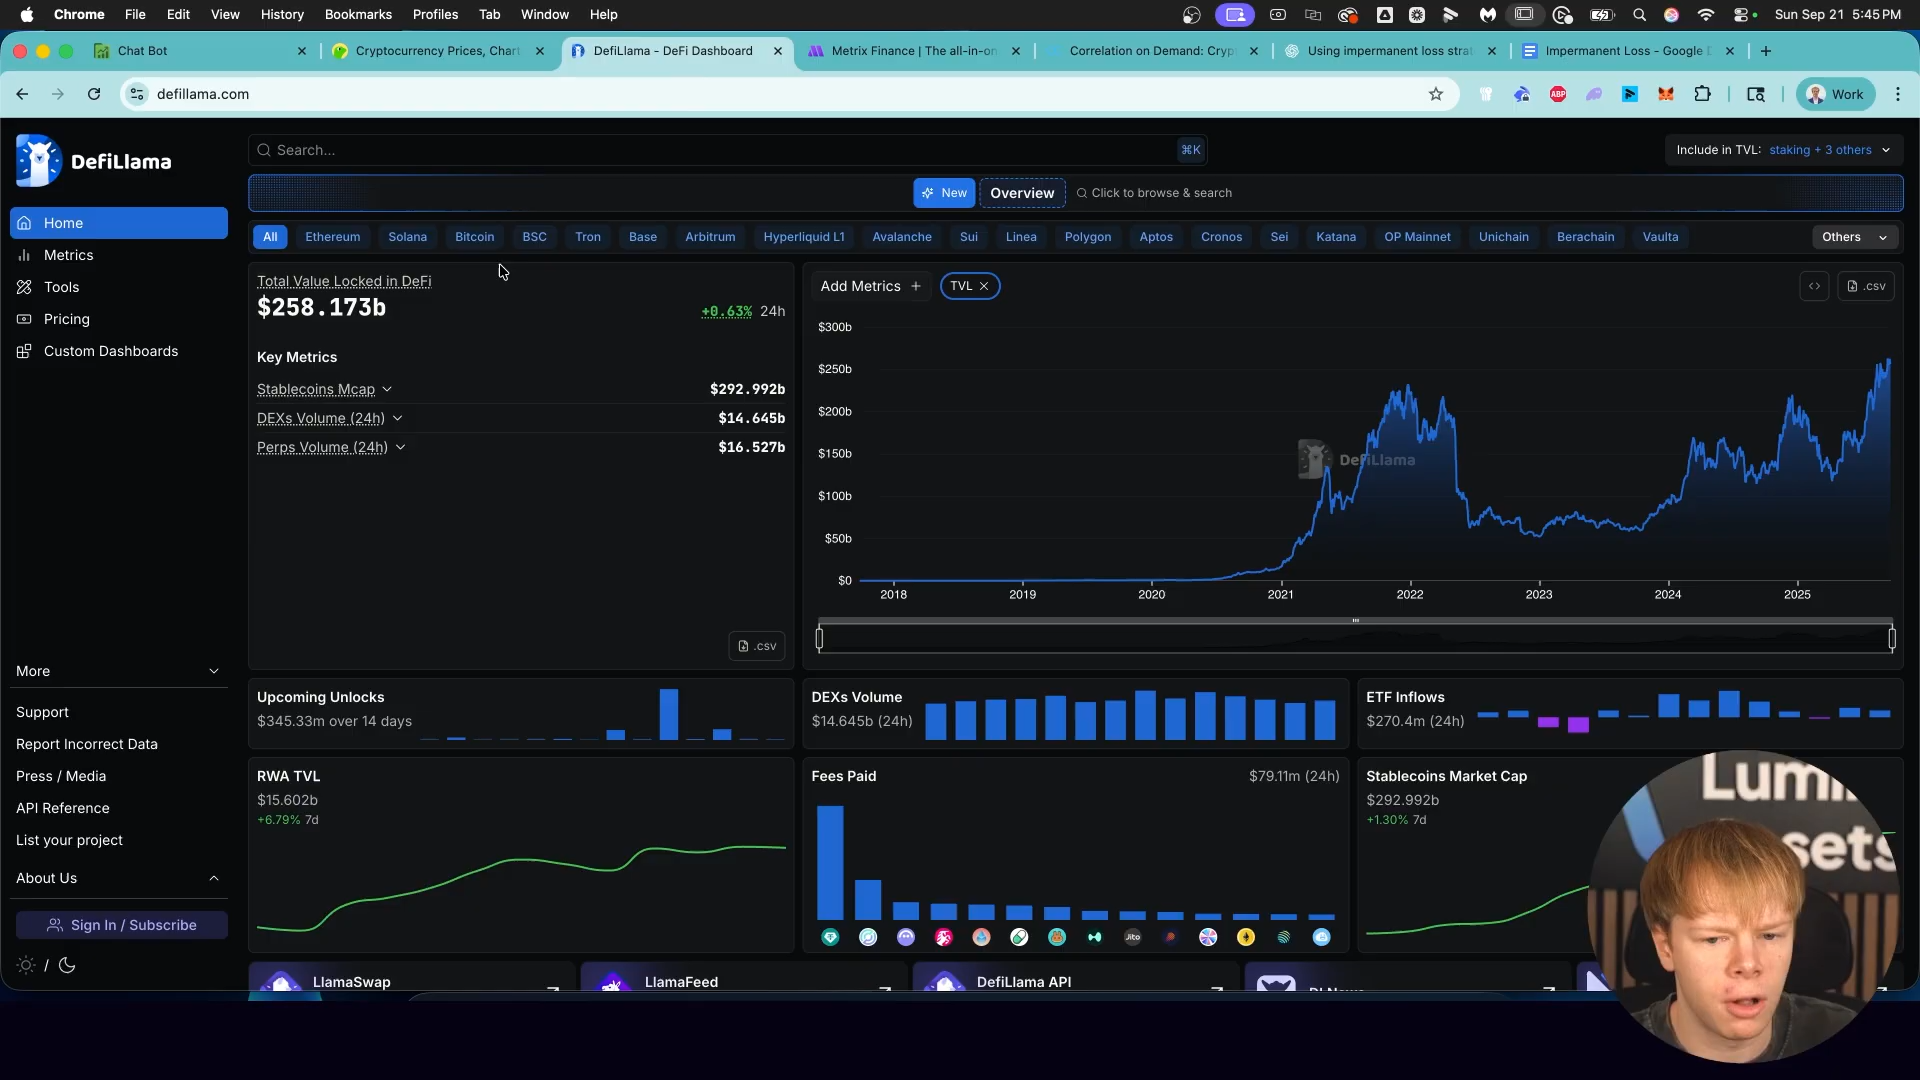 Chrome File Edit View History Bookmarks Profiles Tab Window Help Sun Sep 21 5:45 PM
Chat Bot
Cryptocurrency Prices, Chart
DefiLlama - DeFi Dashboard
Metrix Finance | The all-in-on
Correlation on Demand: Cryp
Using impermanent loss strat
Impermanent Loss - Google D
defillama.com
ABP
Work
DefiLlama
Search...
⌘K
Include in TVL: staking + 3 others
New
Overview
Click to browse & search
Home
Metrics
Tools
Pricing
Custom Dashboards
All Ethereum Solana Bitcoin BSC Tron Base Arbitrum Hyperliquid L1 Avalanche Sui Linea Polygon Aptos Cronos Sei Katana OP Mainnet Unichain Berachain Vaulta Others
Total Value Locked in DeFi
$258.173b
+0.63% 24h
Key Metrics
Stablecoins Mcap $292.992b
DEXs Volume (24h) $14.645b
Perps Volume (24h) $16.527b
.csv
Add Metrics +
TVL
.csv
$300b
$250b
$200b
$150b
$100b
$50b
$0
DefiLlama
2018 2019 2020 2021 2022 2023 2024 2025
More
Support
Report Incorrect Data
Press / Media
API Reference
List your project
About Us
Sign In / Subscribe
/
Upcoming Unlocks
$345.33m over 14 days
DEXs Volume
$14.645b (24h)
ETF Inflows
$270.4m (24h)
RWA TVL
$15.602b
+6.79% 7d
Fees Paid
$79.11m (24h)
Jito
Stablecoins Market Cap
$292.992b
+1.30% 7d
LlamaSwap
LlamaFeed
DefiLlama API